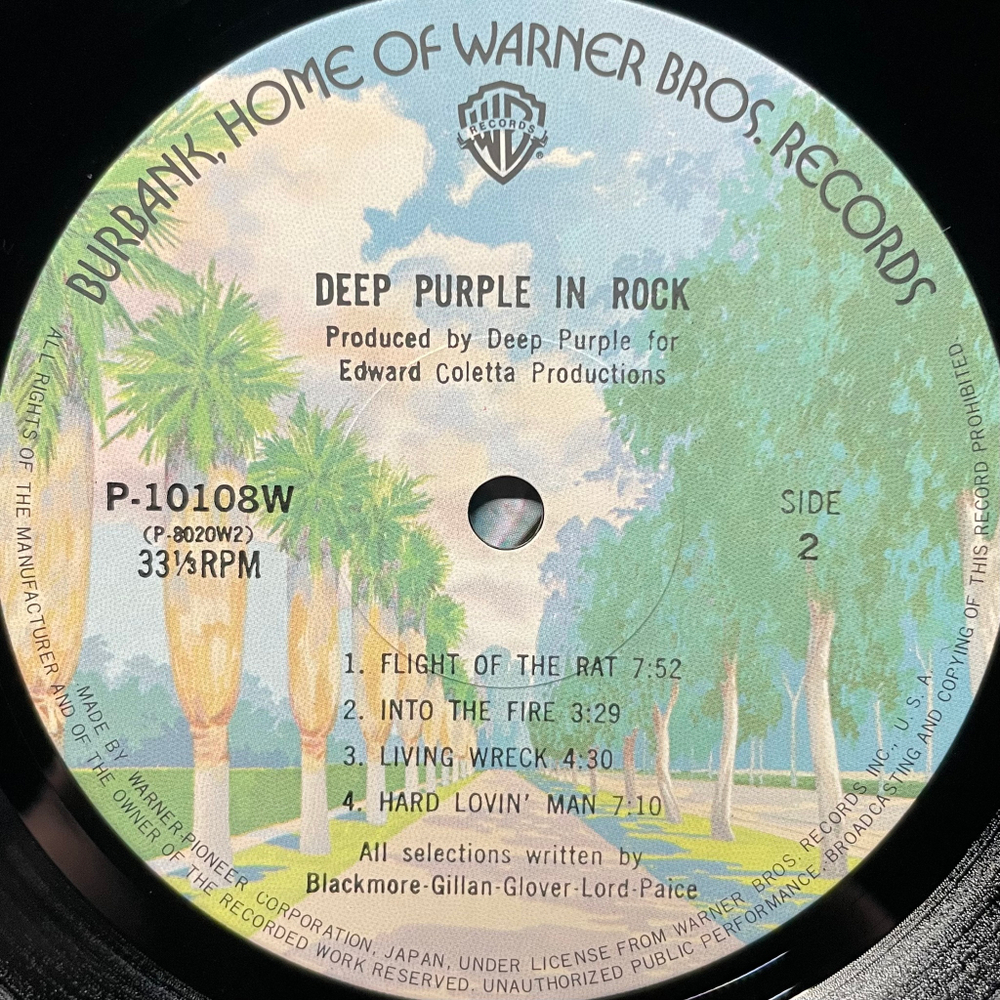 BURBANK, HOME OF WARNER BROS. RECORDS
WB
RECORDS
®
DEEP PURPLE IN ROCK
Produced by Deep Purple for
Edward Coletta Productions
P-10108W
(P-8020W2)
33⅓RPM
SIDE
2
1. FLIGHT OF THE RAT 7:52
2. INTO THE FIRE 3:29
3. LIVING WRECK 4:30
4. HARD LOVIN' MAN 7:10
All selections written by
Blackmore-Gillan-Glover-Lord-Paice
MADE BY WARNER-PIONEER CORPORATION, JAPAN, UNDER LICENSE FROM WARNER BROS. RECORDS INC., U.S.A.
ALL RIGHTS OF THE MANUFACTURER AND OF THE OWNER OF THE RECORDED WORK RESERVED. UNAUTHORIZED PUBLIC PERFORMANCE, BROADCASTING AND COPYING OF THIS RECORD PROHIBITED.